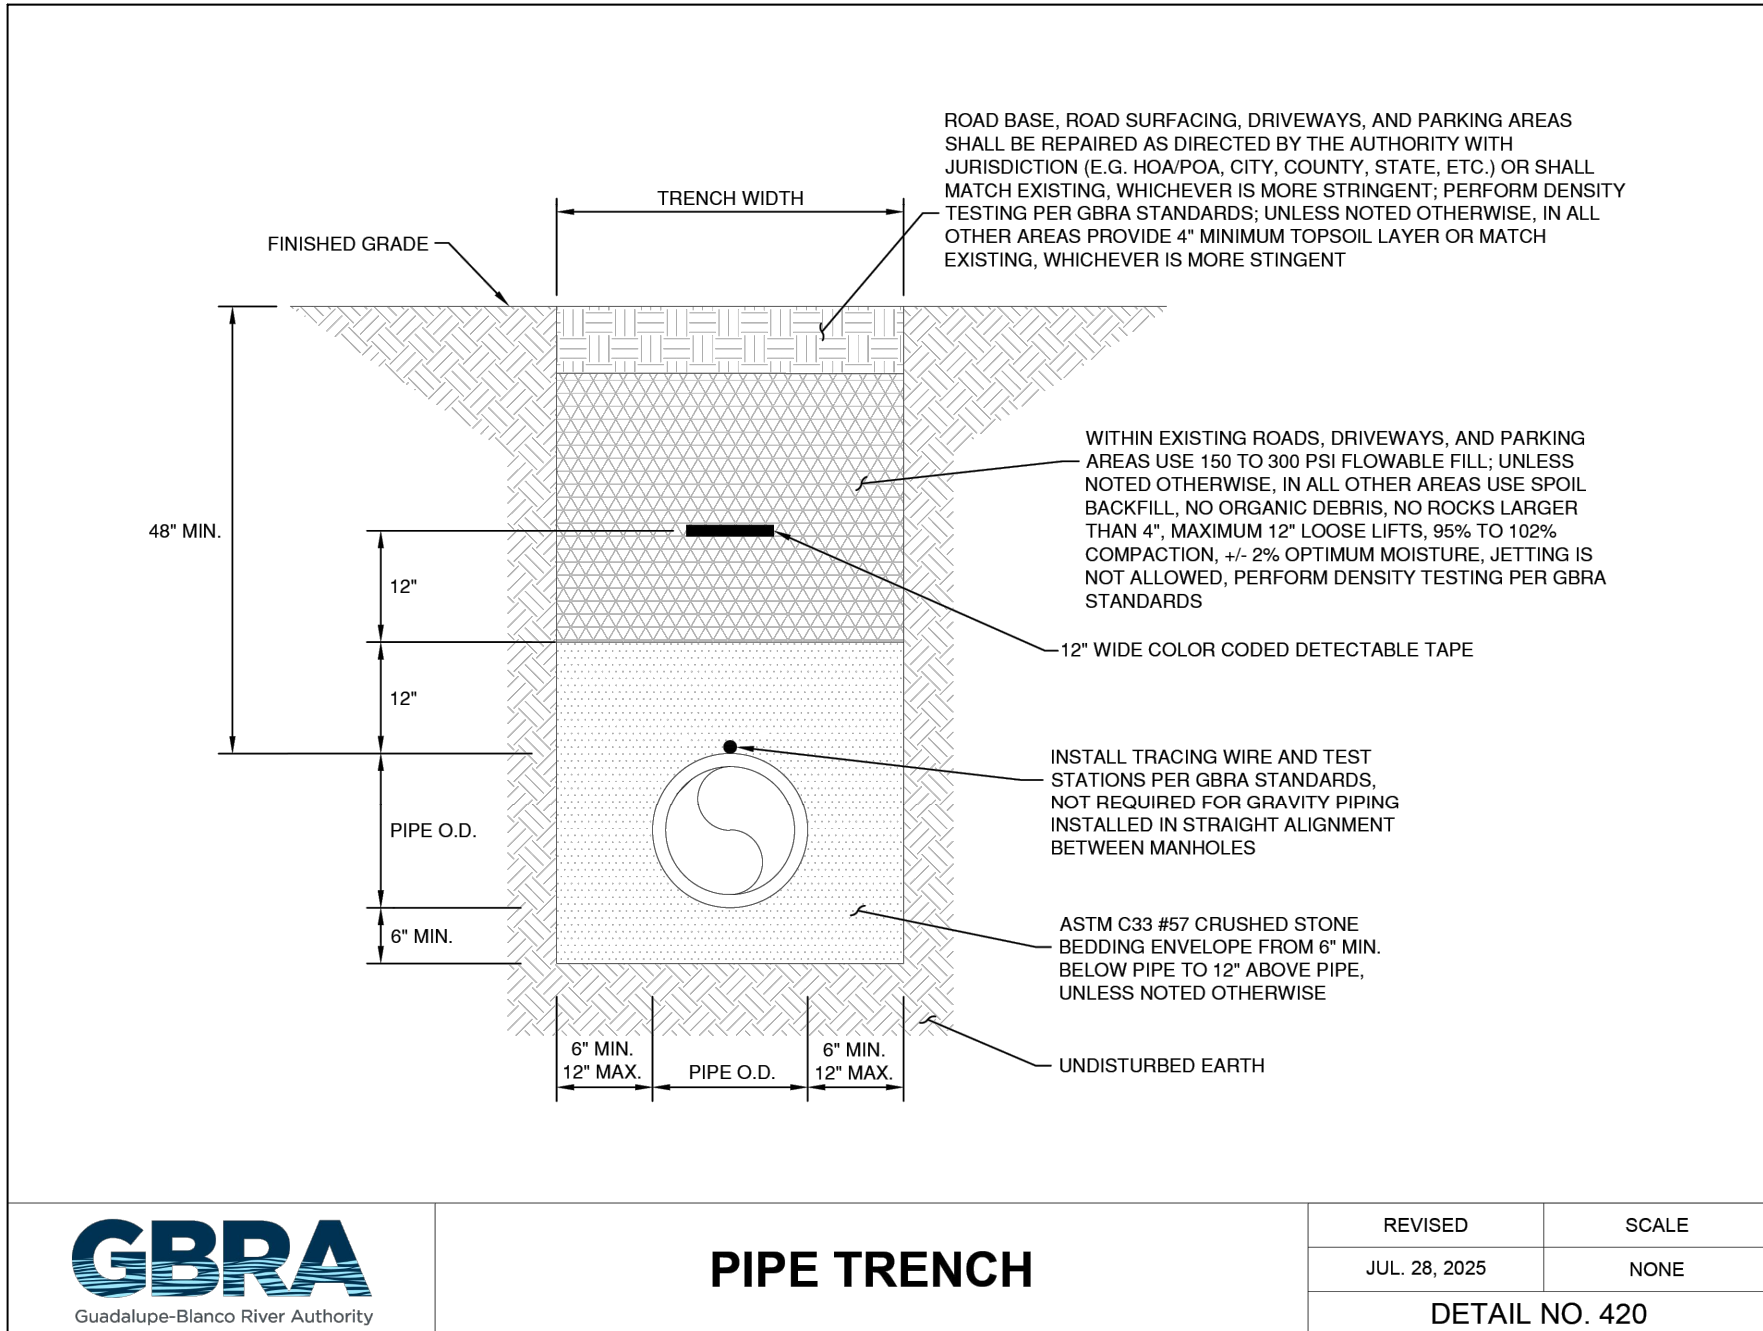 ROAD BASE, ROAD SURFACING, DRIVEWAYS, AND PARKING AREAS
SHALL BE REPAIRED AS DIRECTED BY THE AUTHORITY WITH
JURISDICTION (E.G. HOA/POA, CITY, COUNTY, STATE, ETC.) OR SHALL
MATCH EXISTING, WHICHEVER IS MORE STRINGENT; PERFORM DENSITY
TESTING PER GBRA STANDARDS; UNLESS NOTED OTHERWISE, IN ALL
OTHER AREAS PROVIDE 4" MINIMUM TOPSOIL LAYER OR MATCH
EXISTING, WHICHEVER IS MORE STINGENT
TRENCH WIDTH
FINISHED GRADE
WITHIN EXISTING ROADS, DRIVEWAYS, AND PARKING
AREAS USE 150 TO 300 PSI FLOWABLE FILL; UNLESS
NOTED OTHERWISE, IN ALL OTHER AREAS USE SPOIL
BACKFILL, NO ORGANIC DEBRIS, NO ROCKS LARGER
THAN 4", MAXIMUM 12" LOOSE LIFTS, 95% TO 102%
COMPACTION, +/- 2% OPTIMUM MOISTURE, JETTING IS
NOT ALLOWED, PERFORM DENSITY TESTING PER GBRA
STANDARDS
48" MIN.
12"
12" WIDE COLOR CODED DETECTABLE TAPE
12"
INSTALL TRACING WIRE AND TEST
STATIONS PER GBRA STANDARDS,
NOT REQUIRED FOR GRAVITY PIPING
INSTALLED IN STRAIGHT ALIGNMENT
BETWEEN MANHOLES
PIPE O.D.
6" MIN.
ASTM C33 #57 CRUSHED STONE
BEDDING ENVELOPE FROM 6" MIN.
BELOW PIPE TO 12" ABOVE PIPE,
UNLESS NOTED OTHERWISE
6" MIN.
12" MAX.
PIPE O.D.
6" MIN.
12" MAX.
UNDISTURBED EARTH
GBRA
Guadalupe-Blanco River Authority
PIPE TRENCH
REVISED
SCALE
JUL. 28, 2025
NONE
DETAIL NO. 420